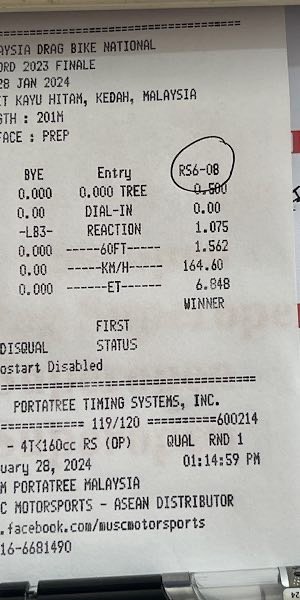 ==============================
AYSIA DRAG BIKE NATIONAL
ORD 2023 FINALE
28 JAN 2024
IT KAYU HITAM, KEDAH, MALAYSIA
GTH : 201M
FACE : PREP
BYE Entry RS6-08
0.000 0.000 TREE 0.500
0.00 DIAL-IN 0.00
-LB3- REACTION 1.075
0.000 -----60FT----- 1.562
0.00 -----KM/H----- 164.60
0.000 ------ET------ 6.848
WINNER
FIRST
DISQUAL STATUS
ostart Disabled
==============================
PORTATREE TIMING SYSTEMS, INC.
============ 119/120 ==========600214
- 4T<160cc RS (OP) QUAL RND 1
uary 28, 2024 01:14:59 PM
M PORTATREE MALAYSIA
C MOTORSPORTS - ASEAN DISTRIBUTOR
.facebook.com/muscmotorsports
16-6681490
24